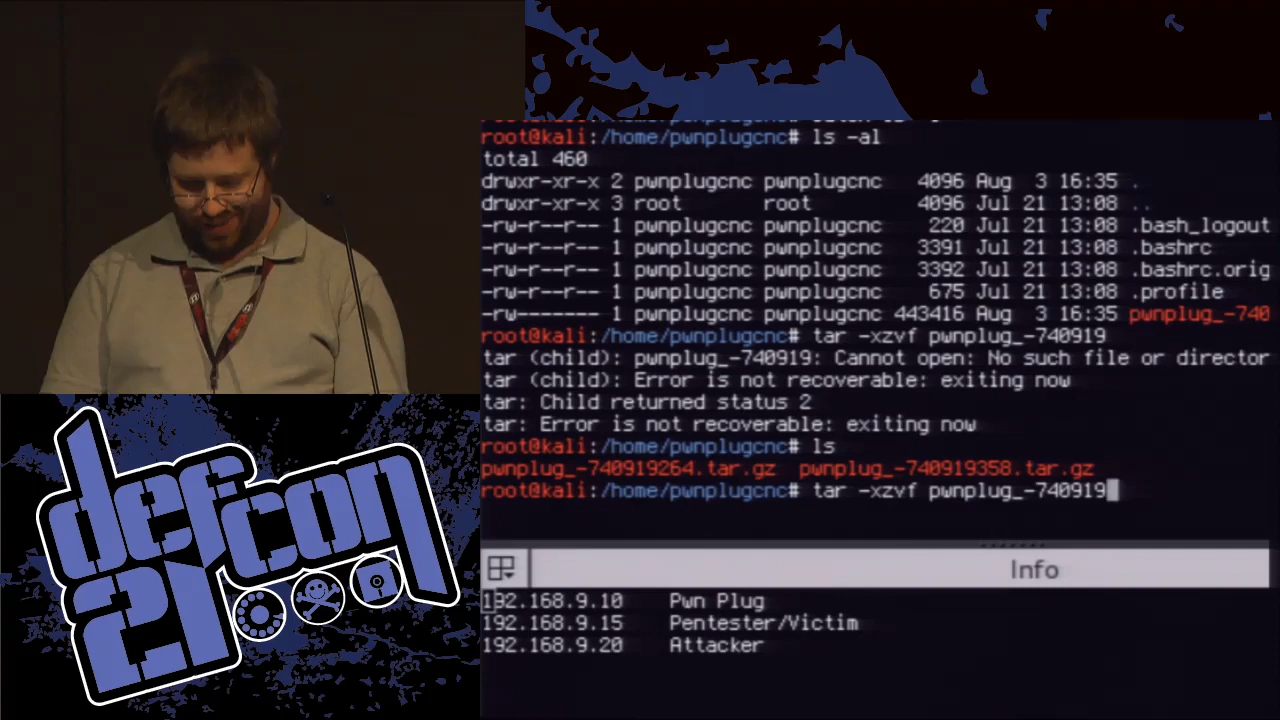 root@kali:/home/pwnplugcnc# ls -al
total 460
drwxr-xr-x 2 pwnplugcnc pwnplugcnc 4096 Aug 3 16:35 .
drwxr-xr-x 3 root root 4096 Jul 21 13:08 ..
-rw-r--r-- 1 pwnplugcnc pwnplugcnc 220 Jul 21 13:08 .bash_logout
-rw-r--r-- 1 pwnplugcnc pwnplugcnc 3391 Jul 21 13:08 .bashrc
-rw-r--r-- 1 pwnplugcnc pwnplugcnc 3392 Jul 21 13:08 .bashrc.orig
-rw-r--r-- 1 pwnplugcnc pwnplugcnc 675 Jul 21 13:08 .profile
-rw------- 1 pwnplugcnc pwnplugcnc 443416 Aug 3 16:35 pwnplug_-740
root@kali:/home/pwnplugcnc# tar -xzvf pwnplug_-740919
tar (child): pwnplug_-740919: Cannot open: No such file or director
tar (child): Error is not recoverable: exiting now
tar: Child returned status 2
tar: Error is not recoverable: exiting now
root@kali:/home/pwnplugcnc# ls
pwnplug_-740919264.tar.gz pwnplug_-740919358.tar.gz
root@kali:/home/pwnplugcnc# tar -xzvf pwnplug_-740919
Info
192.168.9.10 Pwn Plug
192.168.9.15 Pentester/Victim
192.168.9.20 Attacker
defcon
21